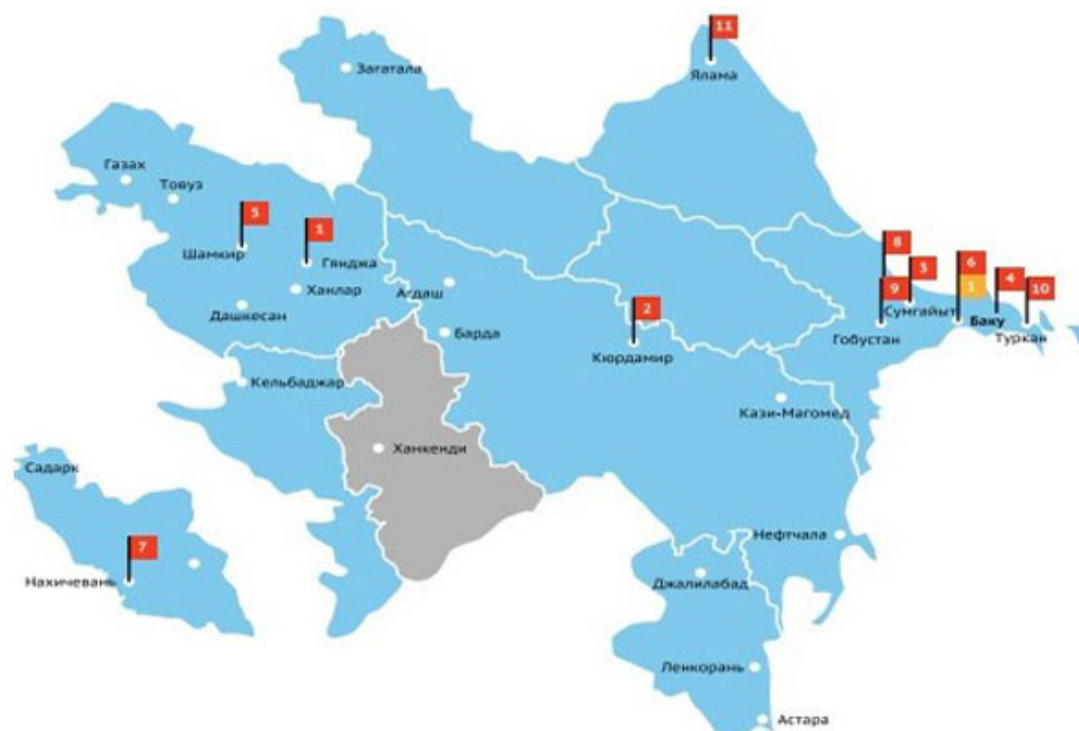 11
Ялама
Загатала
Газах
Товуз
5
Шамкир
1
Гянджа
Ханлар
Дашкесан
Агдаш
Барда
2
Кюрдамир
8
3
6
1
4
10
9
Сумгайыт
Баку
Гобустан
Туркан
Кельбаджар
Кази-Магомед
Ханкенди
Садарк
7
Нахичевань
Нефтчала
Джалилабад
Ленкорань
Астара